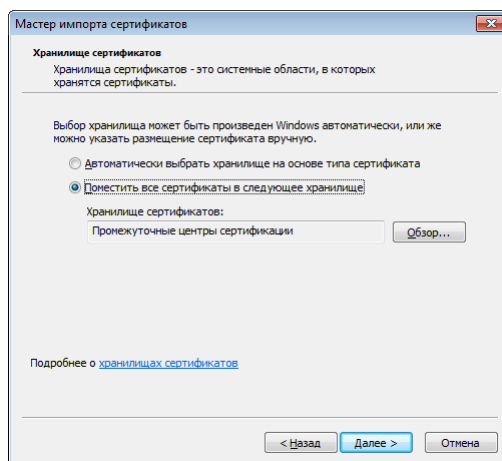 Мастер импорта сертификатов
Хранилище сертификатов
Хранилища сертификатов - это системные области, в которых
хранятся сертификаты.
Выбор хранилища может быть произведен Windows автоматически, или же
можно указать размещение сертификата вручную.
Автоматически выбрать хранилище на основе типа сертификата
Поместить все сертификаты в следующее хранилище
Хранилище сертификатов:
Промежуточные центры сертификации
Обзор...
Подробнее о хранилищах сертификатов
< Назад
Далее >
Отмена